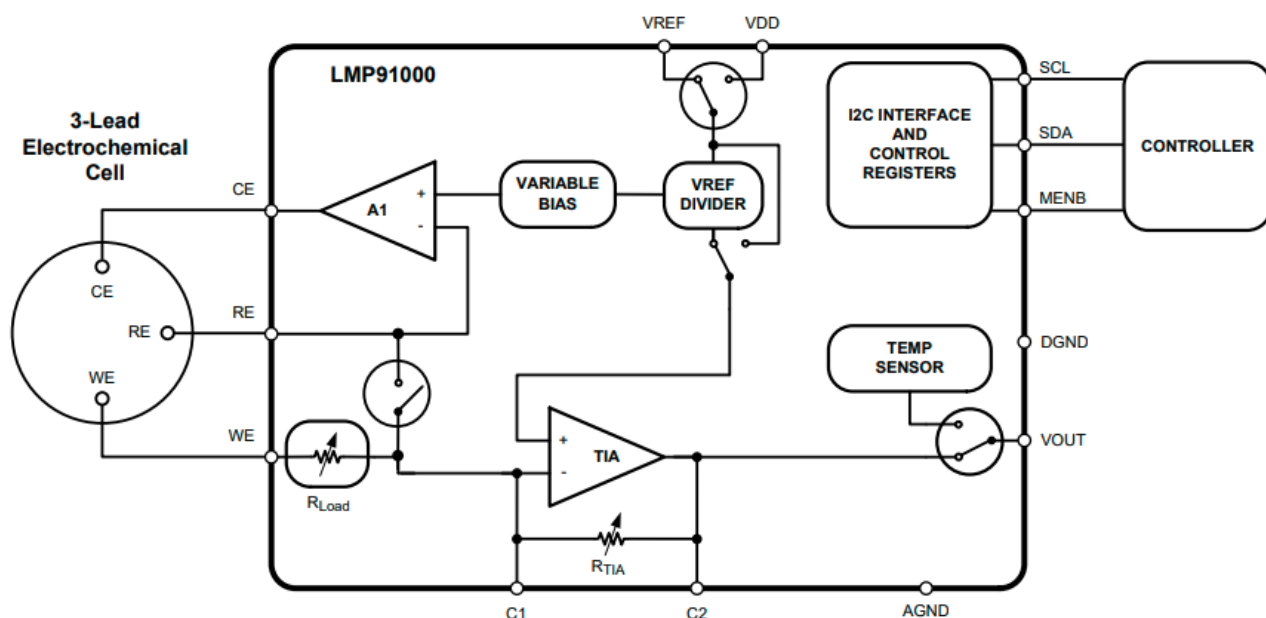 VREF
VDD
LMP91000
3-Lead
Electrochemical
Cell
I2C INTERFACE
AND
CONTROL
REGISTERS
SCL
SDA
MENB
CONTROLLER
CE
A1
+
-
VARIABLE
BIAS
VREF
DIVIDER
CE
RE
RE
WE
WE
RLoad
TEMP
SENSOR
DGND
VOUT
+
-
TIA
RTIA
C1
C2
AGND